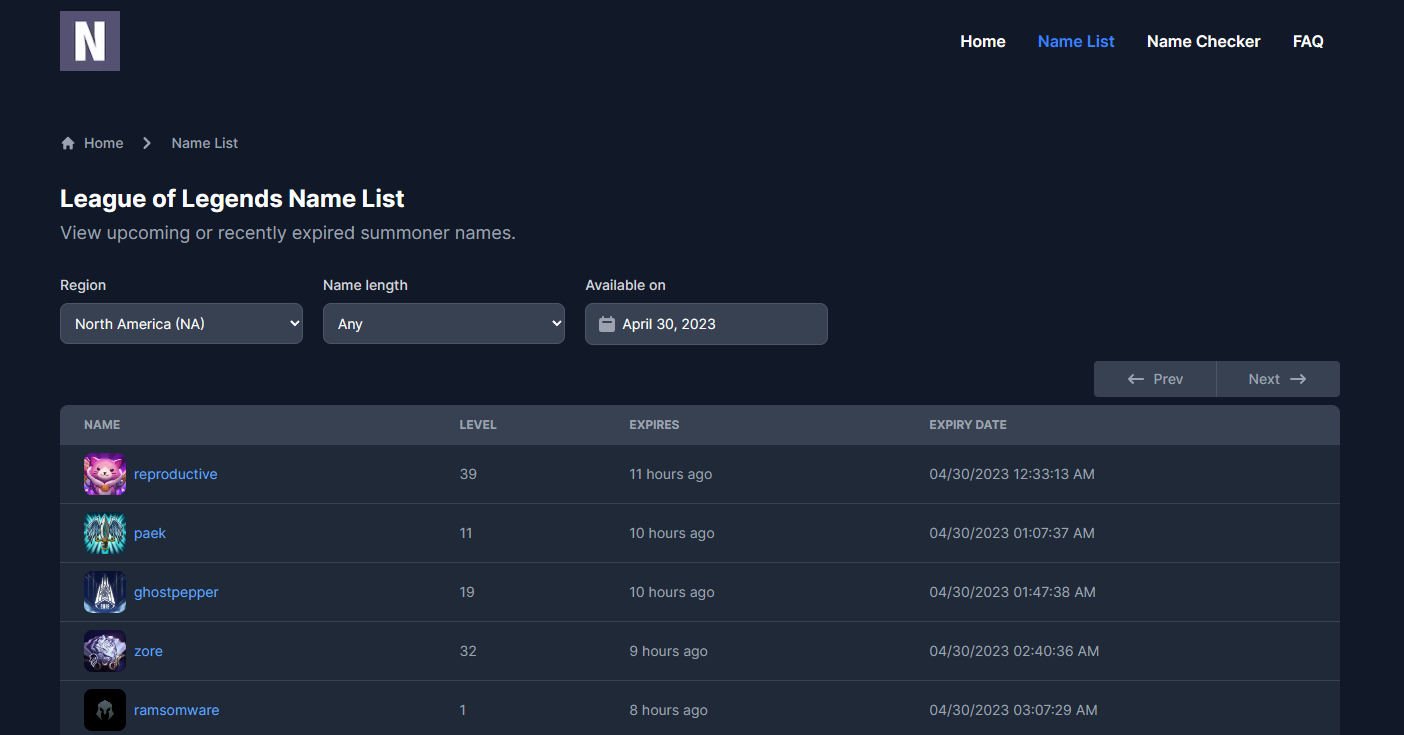 N
Home Name List Name Checker FAQ
Home Name List
League of Legends Name List
View upcoming or recently expired summoner names.
Region Name length Available on
North America (NA) Any April 30, 2023
Prev Next
NAME LEVEL EXPIRES EXPIRY DATE
reproductive 39 11 hours ago 04/30/2023 12:33:13 AM
paek 11 10 hours ago 04/30/2023 01:07:37 AM
ghostpepper 19 10 hours ago 04/30/2023 01:47:38 AM
zore 32 9 hours ago 04/30/2023 02:40:36 AM
ramsomware 1 8 hours ago 04/30/2023 03:07:29 AM